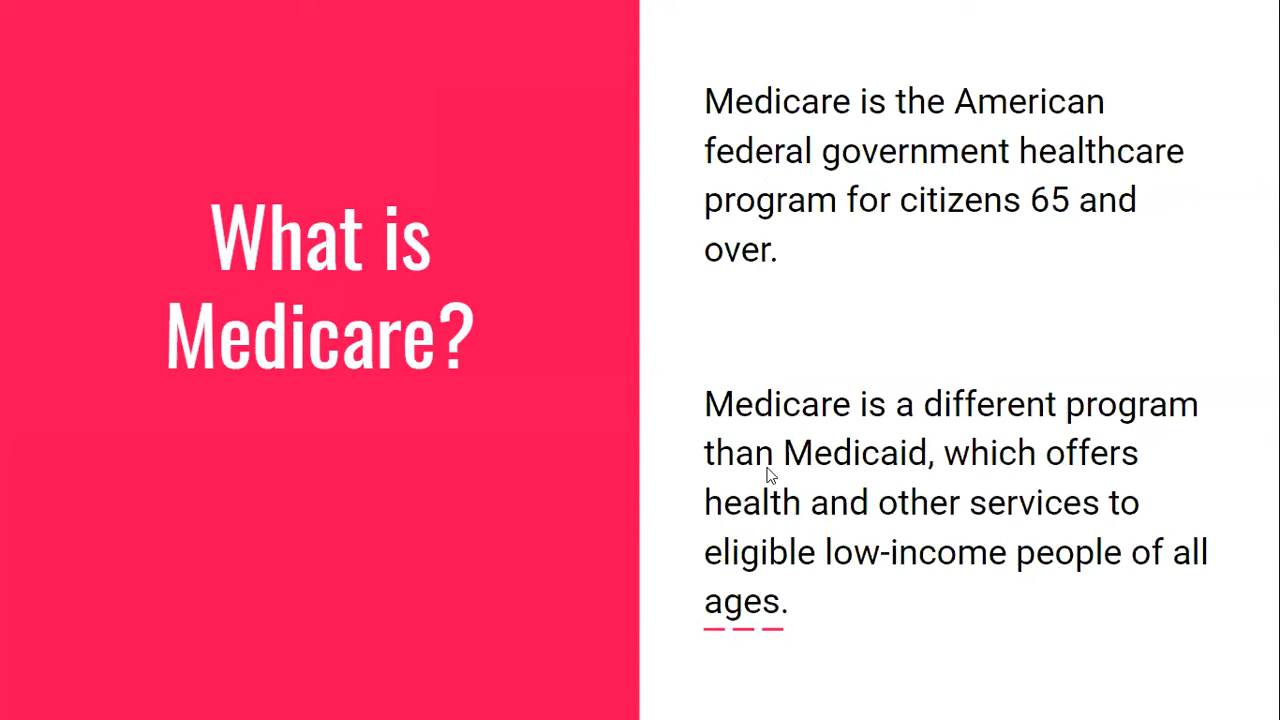 What is
Medicare?
Medicare is the American
federal government healthcare
program for citizens 65 and
over.
Medicare is a different program
than Medicaid, which offers
health and other services to
eligible low-income people of all
ages.